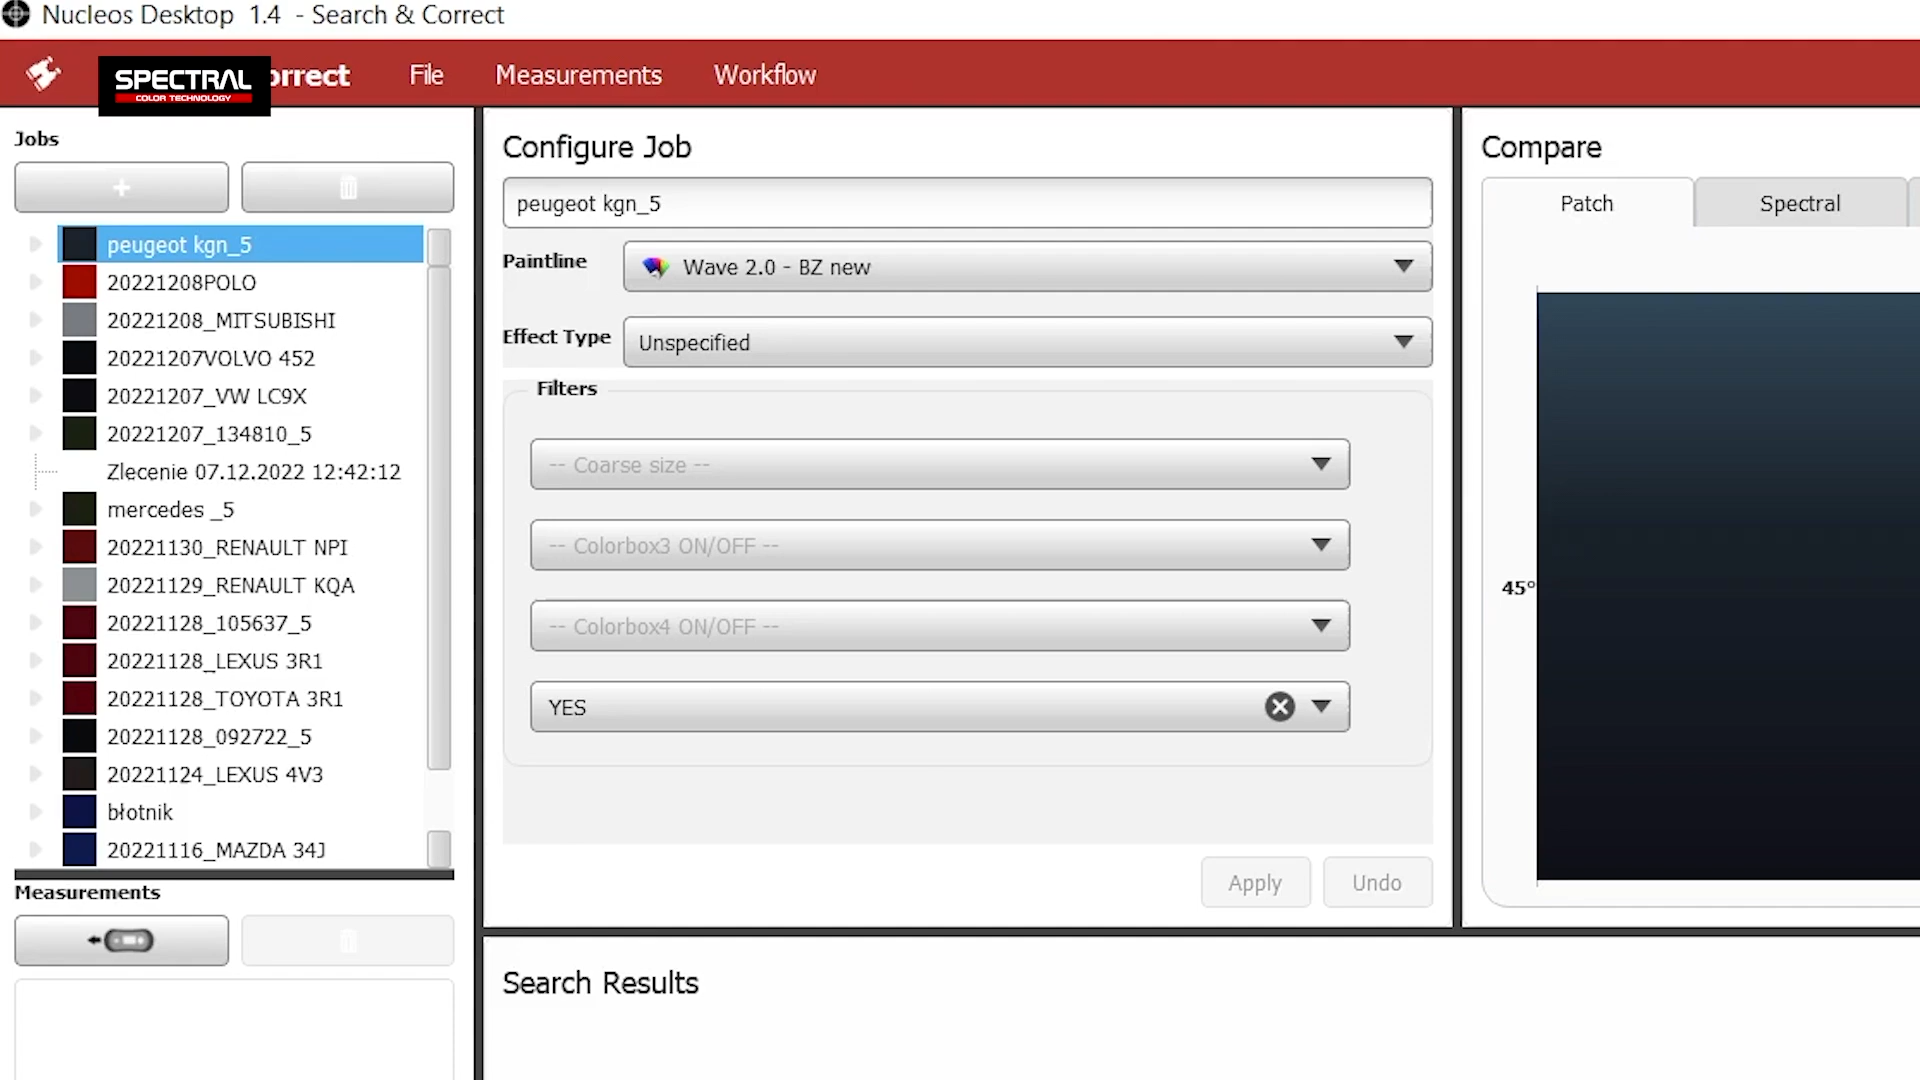 Nucleos Desktop 1.4 - Search & Correct
SPECTRAL
COLOR TECHNOLOGY
orrect
File
Measurements
Workflow
Jobs
peugeot kgn_5
20221208POLO
20221208_MITSUBISHI
20221207VOLVO 452
20221207_VW LC9X
20221207_134810_5
Zlecenie 07.12.2022 12:42:12
mercedes _5
20221130_RENAULT NPI
20221129_RENAULT KQA
20221128_105637_5
20221128_LEXUS 3R1
20221128_TOYOTA 3R1
20221128_092722_5
20221124_LEXUS 4V3
błotnik
20221116_MAZDA 34J
Measurements
Configure Job
peugeot kgn_5
Paintline
Wave 2.0 - BZ new
Effect Type
Unspecified
Filters
-- Coarse size --
-- Colorbox3 ON/OFF --
-- Colorbox4 ON/OFF --
YES
Apply
Undo
Search Results
Compare
Patch
Spectral
45°